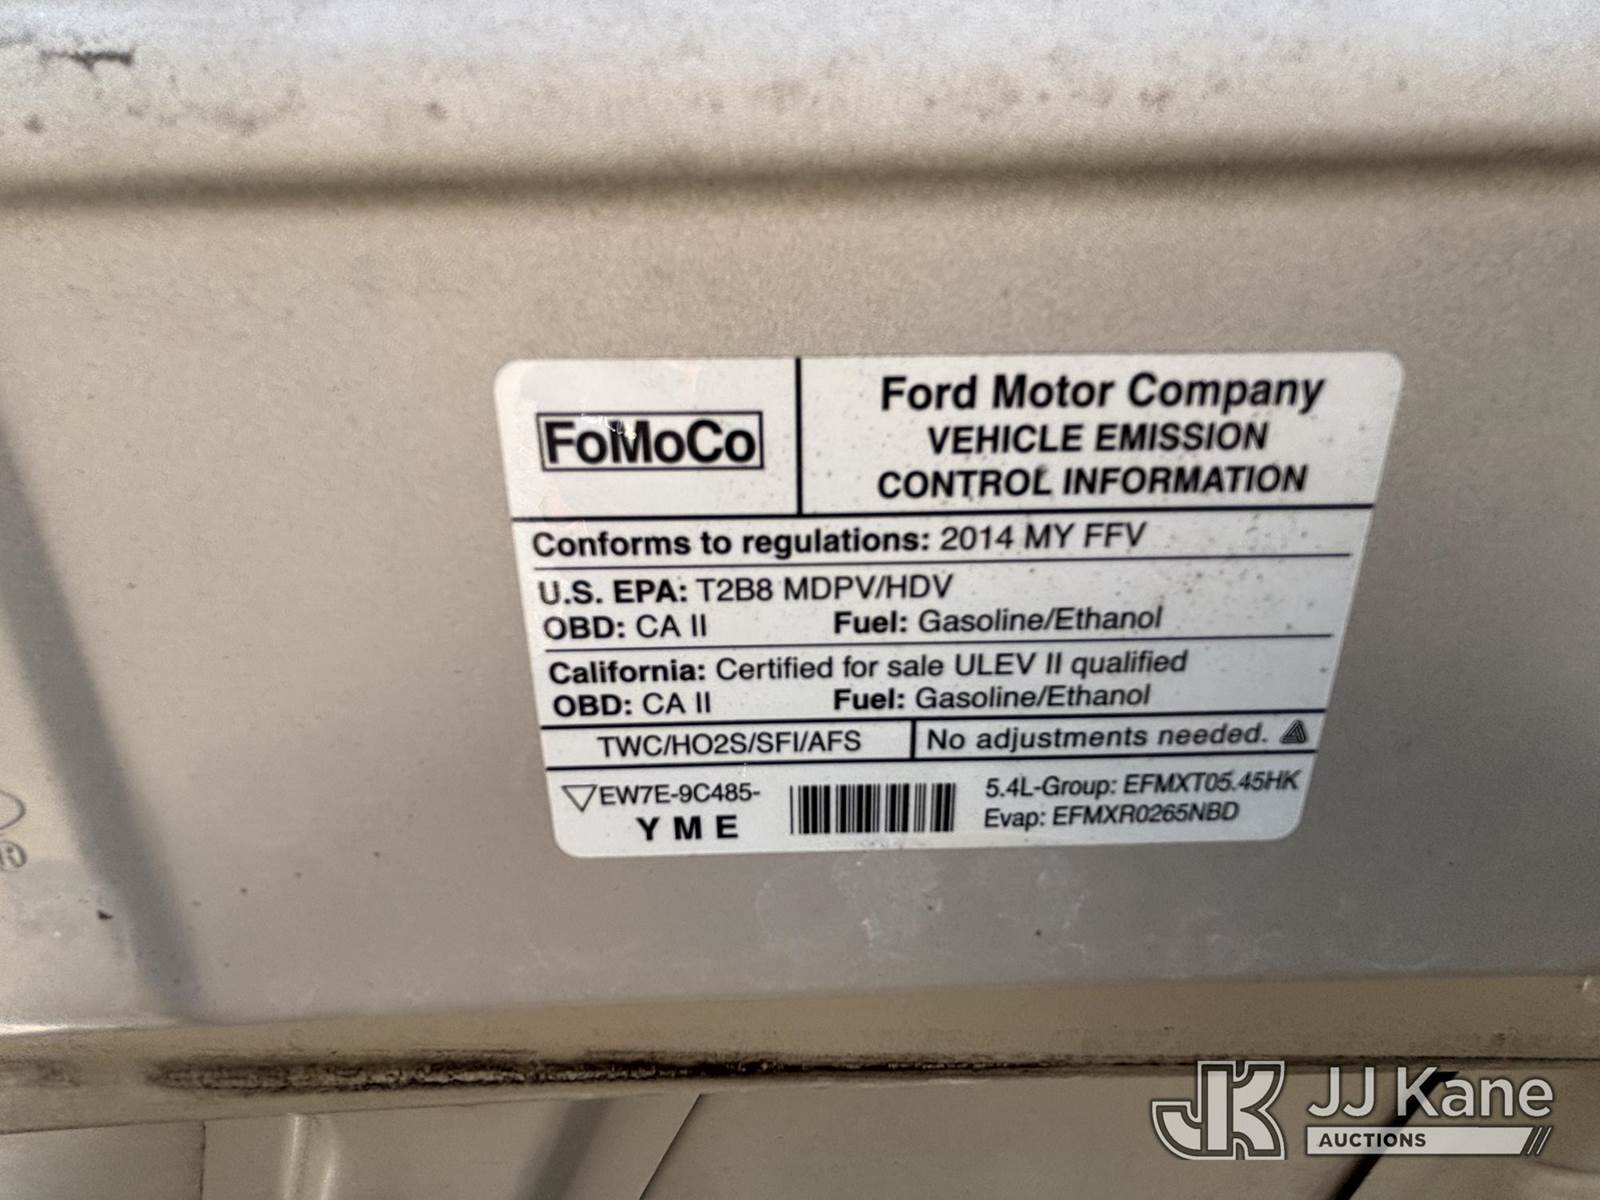 FoMoCo
Ford Motor Company
VEHICLE EMISSION
CONTROL INFORMATION
Conforms to regulations: 2014 MY FFV
U.S. EPA: T2B8 MDPV/HDV
OBD: CA II Fuel: Gasoline/Ethanol
California: Certified for sale ULEV II qualified
OBD: CA II Fuel: Gasoline/Ethanol
TWC/HO2S/SFI/AFS No adjustments needed.
EW7E-9C485-
Y M E
5.4L-Group: EFMXT05.45HK
Evap: EFMXR0265NBD
JK JJ Kane
AUCTIONS